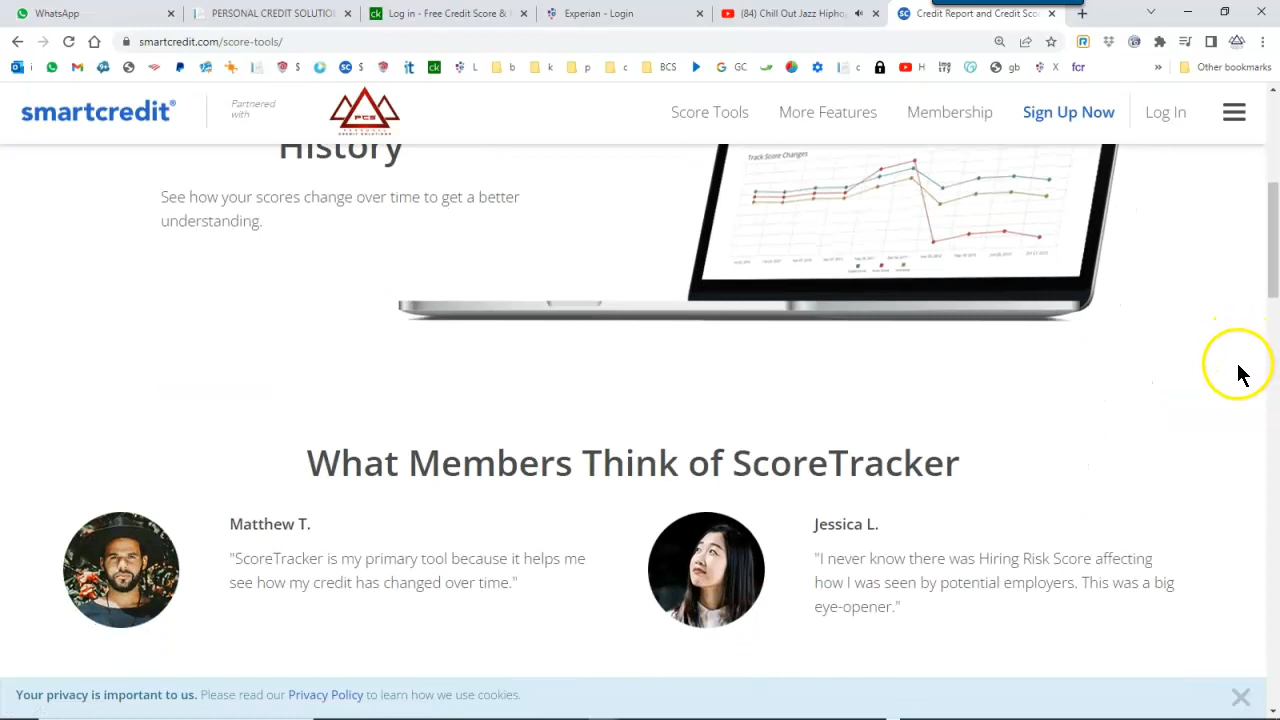 WhatsApp
PERSONAL CREDIT SOLUTION
Log in - Free Credit Score &
Experian - Login
(84) Chill Out Jazz Hiphop
Credit Report and Credit Sco
smartcredit.com/score-tools/
b
k
p
c
BCS
GC
c
H
gb
X
fcr
Other bookmarks
smartcredit®
Partnered
with
PCS
PERSONAL
CREDIT SOLUTIONS
Score Tools
More Features
Membership
Sign Up Now
Log In
History
See how your scores change over time to get a better
understanding.
Track Score Changes
What Members Think of ScoreTracker
Matthew T.
"ScoreTracker is my primary tool because it helps me
see how my credit has changed over time."
Jessica L.
"I never know there was Hiring Risk Score affecting
how I was seen by potential employers. This was a big
eye-opener."
Your privacy is important to us. Please read our Privacy Policy to learn how we use cookies.